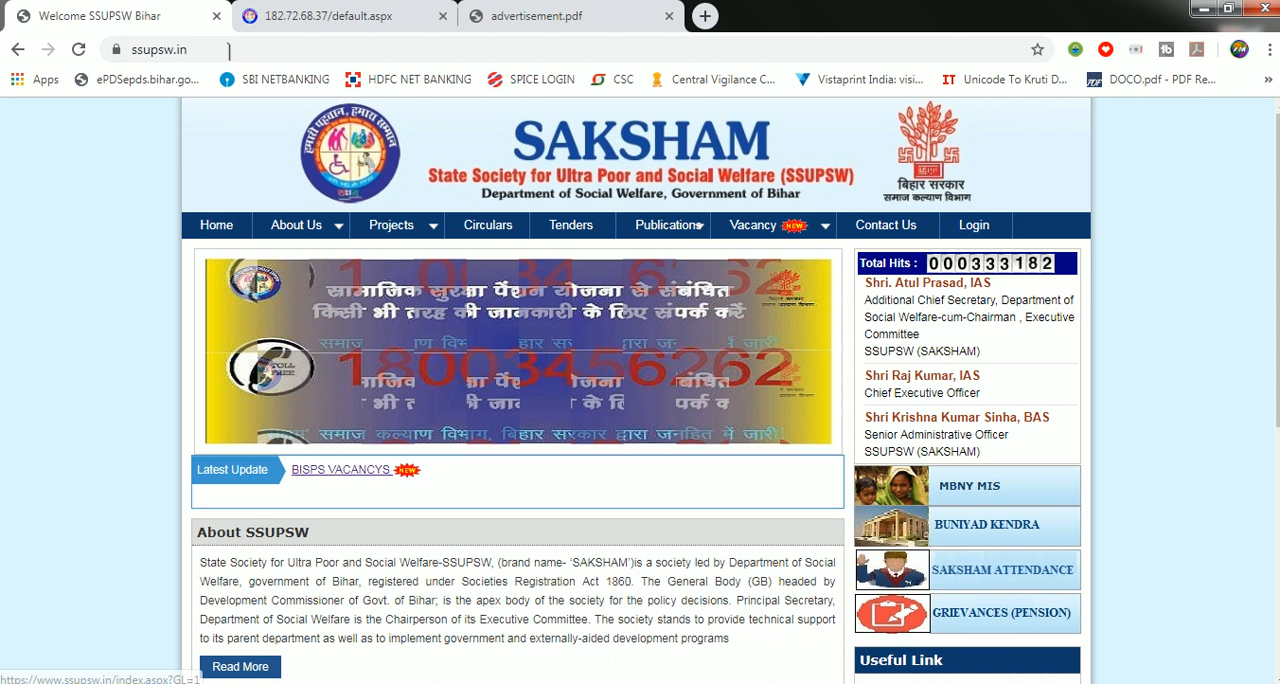 Welcome SSUPSW Bihar
182.72.68.37/default.aspx
advertisement.pdf
ssupsw.in
Apps
ePDSepds.bihar.go...
SBI NETBANKING
HDFC NET BANKING
SPICE LOGIN
CSC
Central Vigilance C...
Vistaprint India: visi...
Unicode To Kruti D...
DOCO.pdf - PDF Re...
हमारी पहचान, हमारा सम्मान
सक्षम
SAKSHAM
State Society for Ultra Poor and Social Welfare (SSUPSW)
Department of Social Welfare, Government of Bihar
बिहार सरकार
समाज कल्याण विभाग
Home
About Us
Projects
Circulars
Tenders
Publications
Vacancy NEW
Contact Us
Login
सामाजिक सुरक्षा पेंशन योजना से संबंधित
किसी भी तरह की जानकारी के लिए संपर्क करें
TOLL
FREE
18003456262
समाज कल्याण विभाग, बिहार सरकार द्वारा जनहित में जारी
Latest Update
BISPS VACANCYS NEW
About SSUPSW
State Society for Ultra Poor and Social Welfare-SSUPSW, (brand name- ‘SAKSHAM’)is a society led by Department of Social
Welfare, government of Bihar, registered under Societies Registration Act 1860. The General Body (GB) headed by
Development Commissioner of Govt. of Bihar; is the apex body of the society for the policy decisions. Principal Secretary,
Department of Social Welfare is the Chairperson of its Executive Committee. The society stands to provide technical support
to its parent department as well as to implement government and externally-aided development programs
Read More
Total Hits : 000333182
Shri. Atul Prasad, IAS
Additional Chief Secretary, Department of
Social Welfare-cum-Chairman , Executive
Committee
SSUPSW (SAKSHAM)
Shri Raj Kumar, IAS
Chief Executive Officer
Shri Krishna Kumar Sinha, BAS
Senior Administrative Officer
SSUPSW (SAKSHAM)
MBNY MIS
BUNIYAD KENDRA
SAKSHAM ATTENDANCE
GRIEVANCES (PENSION)
Useful Link
https://www.ssupsw.in/index.aspx?GL=1